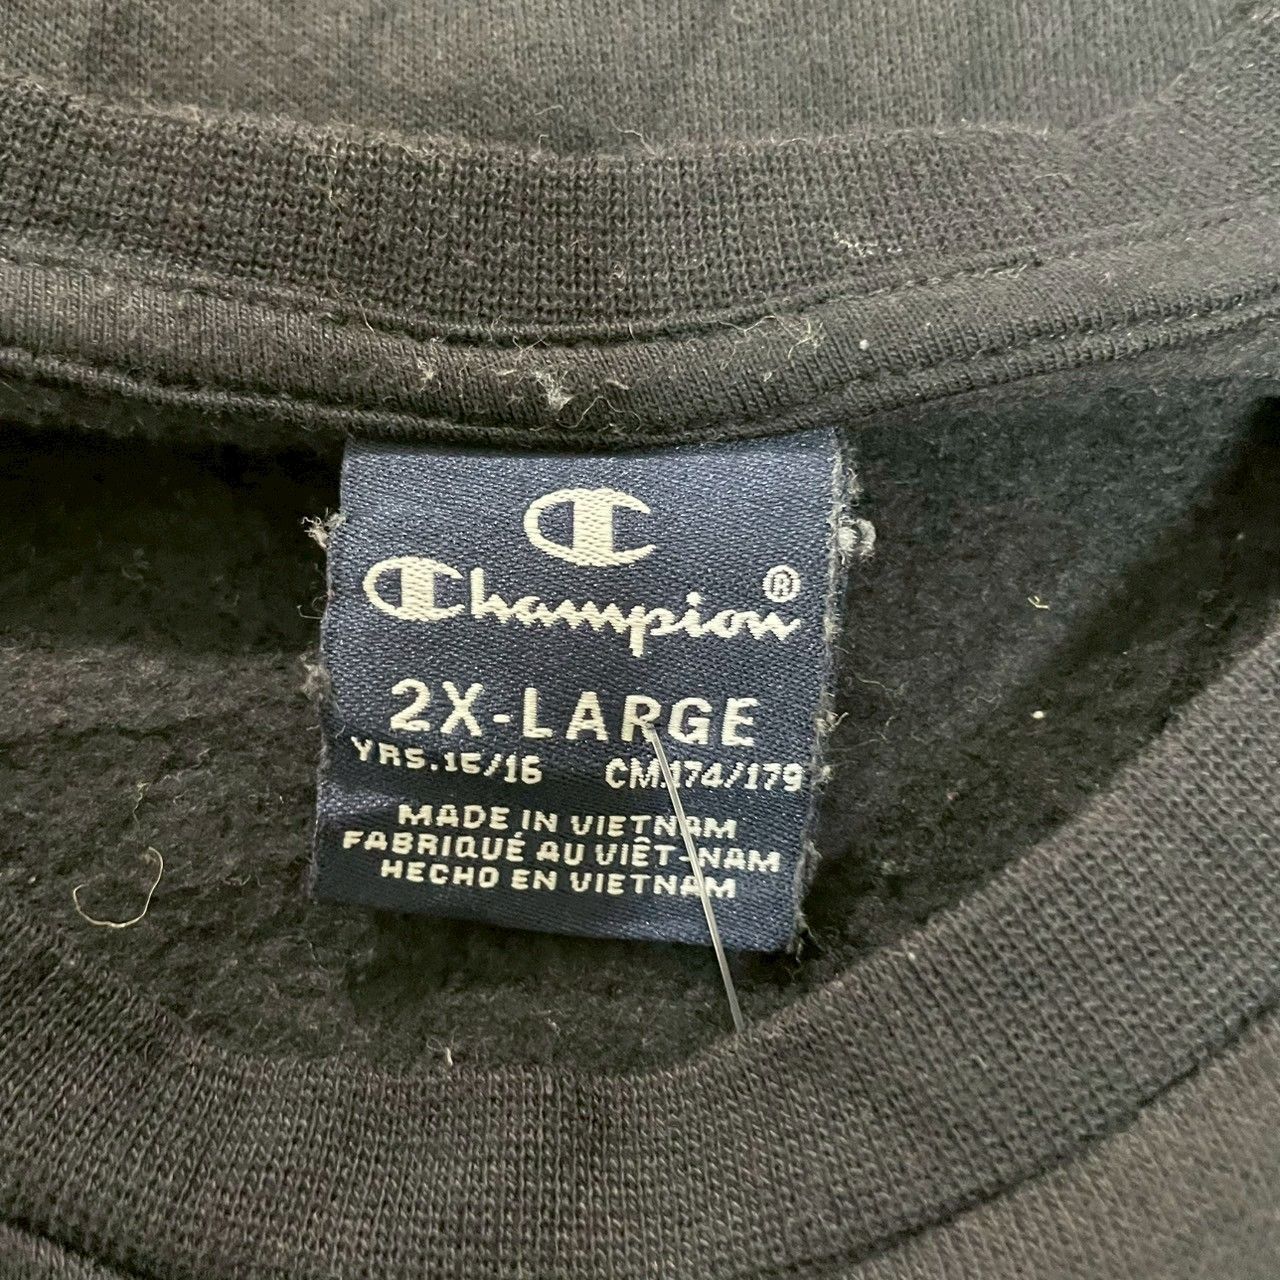 C
Champion®
2X-LARGE
YRS.15/16 CM.174/179
MADE IN VIETNAM
FABRIQUÉ AU VIÊT-NAM
HECHO EN VIETNAM